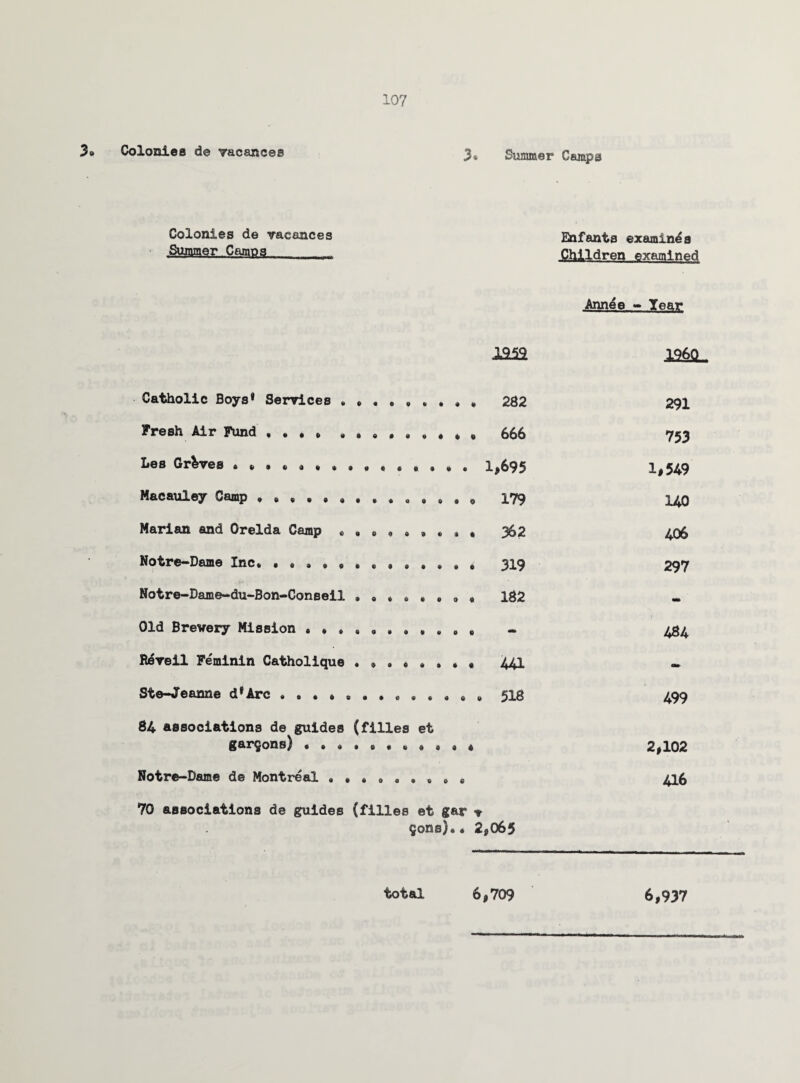 107
3. Colonies de vacances 3. Summer Camps
Colonies de vacances Enfants examinés
Summer Camps Children examined
Année - Year
1959 1960
Catholic Boys' Services . . . . . . . . . 282 291
Fresh Air Fund . . . . . . . . . . . . . 666 753
Les Grèves . . . . . . . . . . . . . . . 1,695 1,549
Macauley Camp . . . . . . . . . . . . . . 179 140
Marian and Orelda Camp . . . . . . . . . 362 406
Notre-Dame Inc. . . . . . . . . . . . . . 319 297
Notre-Dame-du-Bon-Conseil . . . . . . . . 182 -
Old Brewery Mission . . . . . . . . . . . - 484
Réveil Féminin Catholique . . . . . . . . 441 -
Ste-Jeanne d'Arc . . . . . . . . . . . . . 518 499
84 associations de guides (filles et
garçons) . . . . . . . . . . . 2,102
Notre-Dame de Montréal . . . . . . . . . 416
70 associations de guides (filles et gar -
çons).. 2,065
total 6,709 6,937